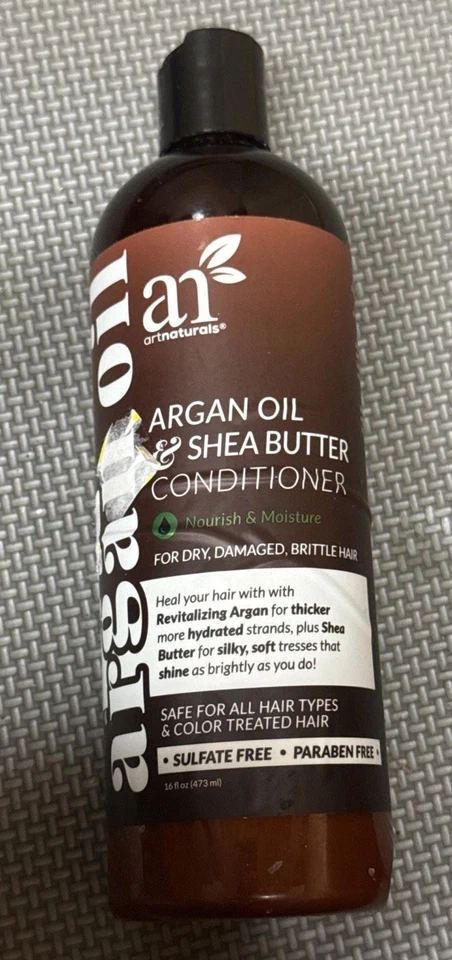 argan oil
an
artnaturals®
ARGAN OIL
& SHEA BUTTER
CONDITIONER
Nourish & Moisture
FOR DRY, DAMAGED, BRITTLE HAIR
Heal your hair with with
Revitalizing Argan for thicker
more hydrated strands, plus Shea
Butter for silky, soft tresses that
shine as brightly as you do!
SAFE FOR ALL HAIR TYPES
& COLOR TREATED HAIR
• SULFATE FREE • PARABEN FREE •
16 fl oz (473 ml)